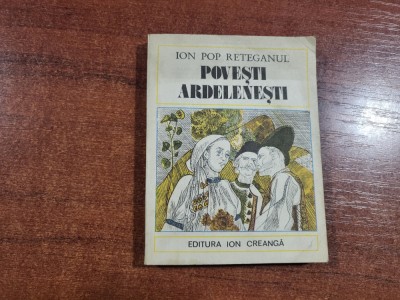 ION POP RETEGANUL
POVEȘTI
ARDELENEȘTI
EDITURA ION CREANGĂ